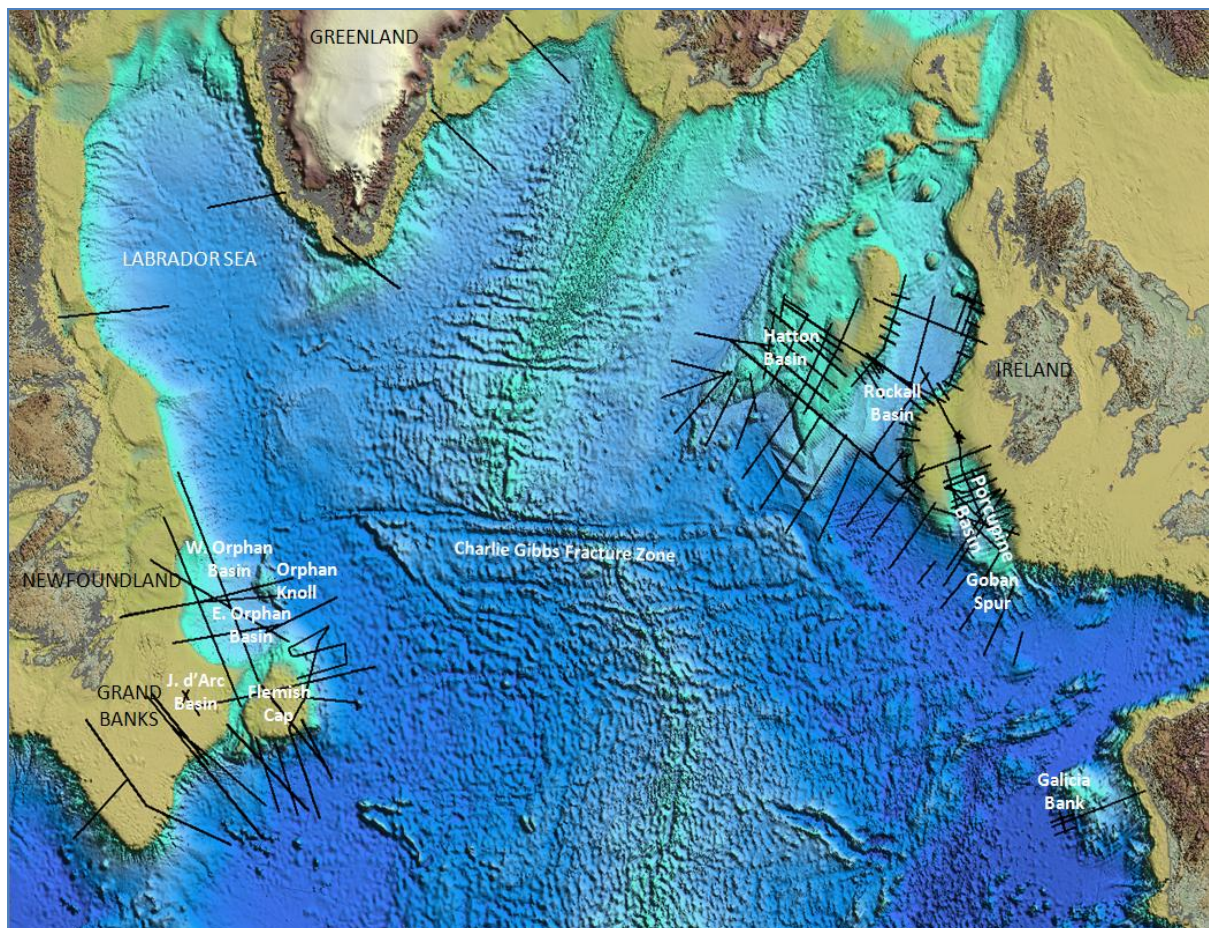 GREENLAND
LABRADOR SEA
Hatton
Basin
IRELAND
Rockall
Basin
Porcupine
Basin
W. Orphan
Basin
Charlie Gibbs Fracture Zone
NEWFOUNDLAND
Orphan
Knoll
Goban
Spur
E. Orphan
Basin
J. d'Arc
Basin
GRAND
BANKS
Flemish
Cap
Galicia
Bank